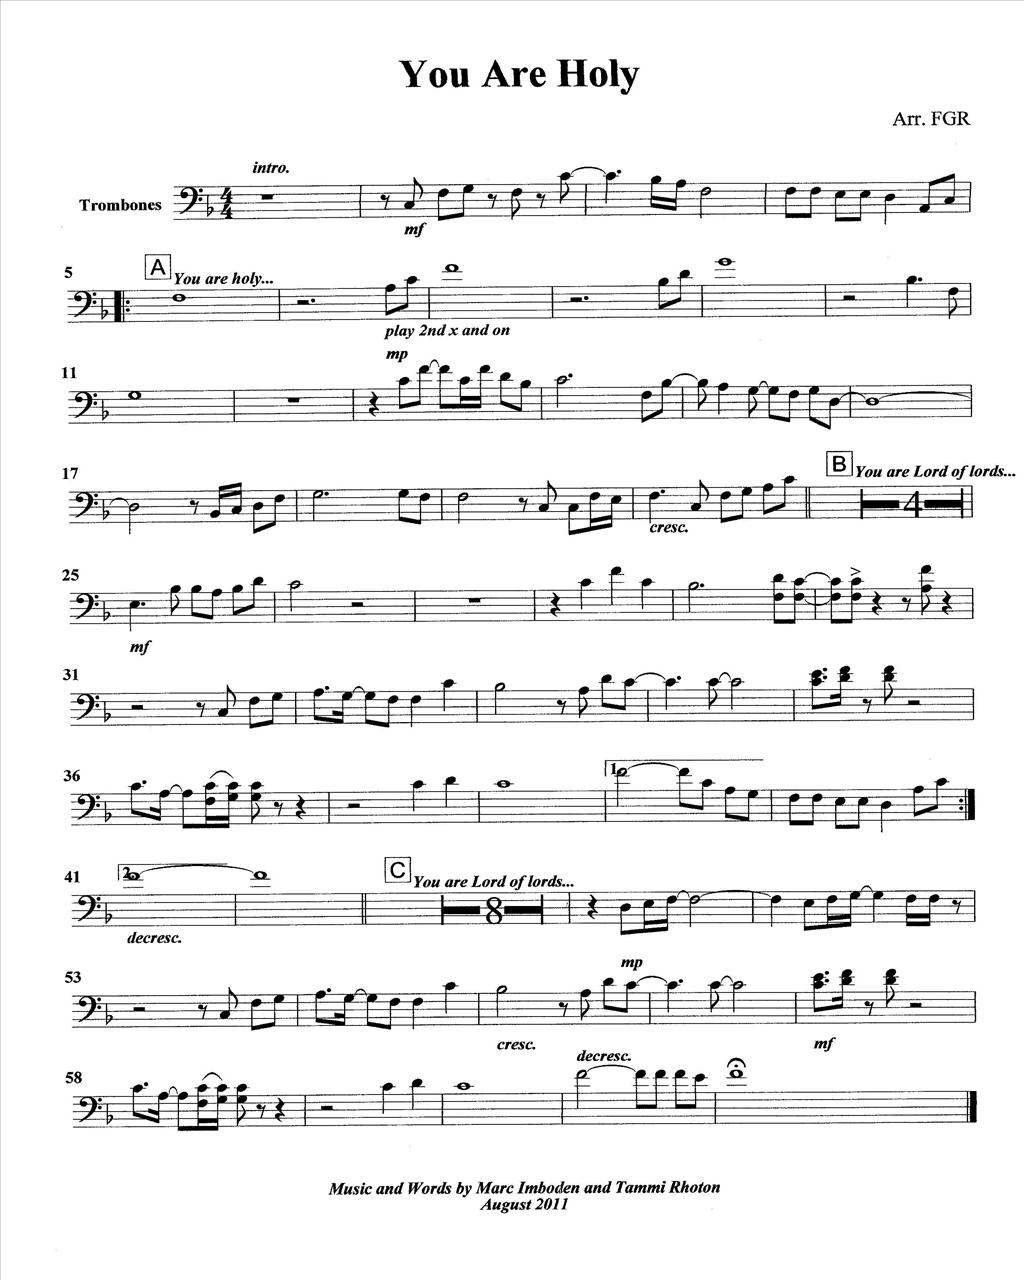 You Are Holy
Arr. FGR
intro.
Trombones
4
4
mf
5
A
You are holy...
play 2nd x and on
mp
11
17
B
You are Lord of lords...
cresc.
4
25
mf
31
36
1.
41
2.
C
You are Lord of lords...
8
decresc.
mp
53
cresc.
mf
decresc.
58
Music and Words by Marc Imboden and Tammi Rhoton
August 2011